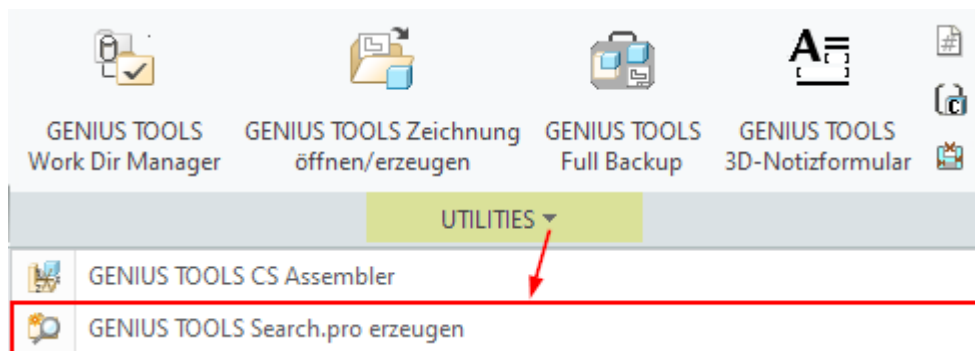 GENIUS TOOLS
Work Dir Manager
GENIUS TOOLS Zeichnung
öffnen/erzeugen
GENIUS TOOLS
Full Backup
A
GENIUS TOOLS
3D-Notizformular
#
C
UTILITIES
GENIUS TOOLS CS Assembler
GENIUS TOOLS Search.pro erzeugen